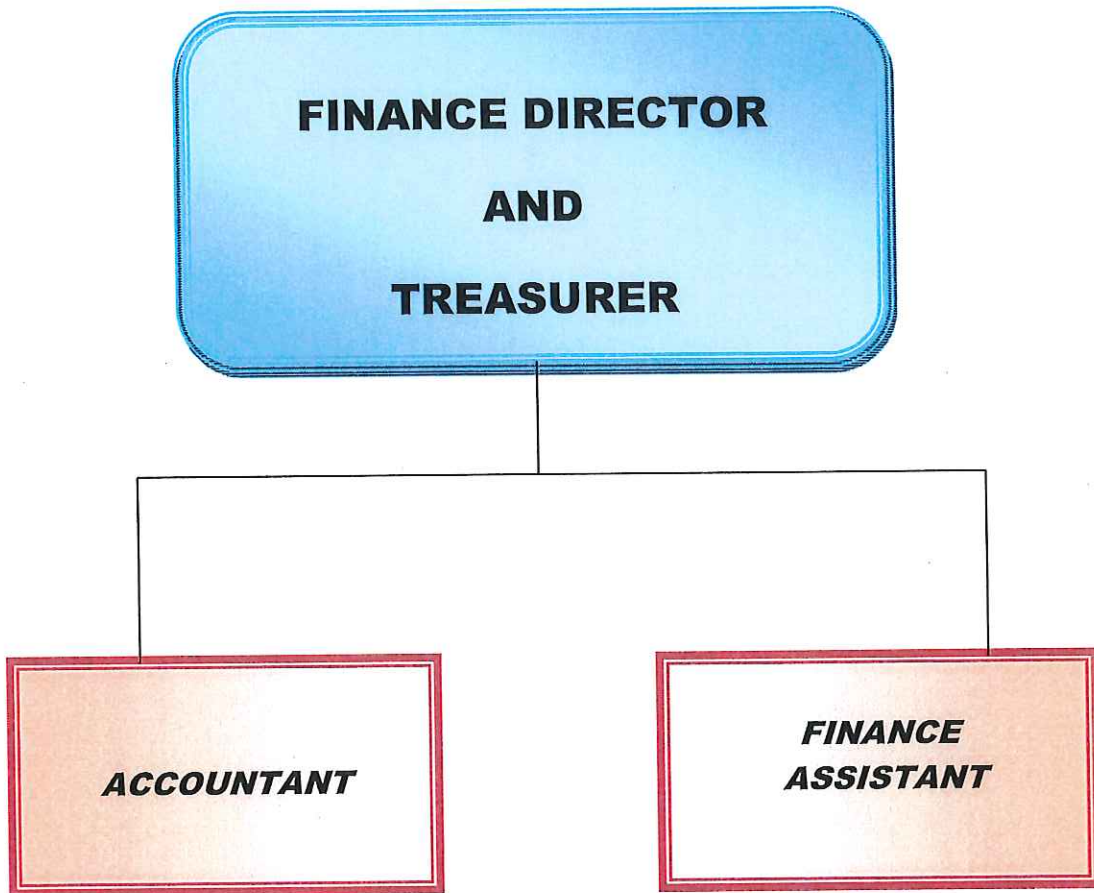 FINANCE DIRECTOR
AND
TREASURER
ACCOUNTANT
FINANCE
ASSISTANT